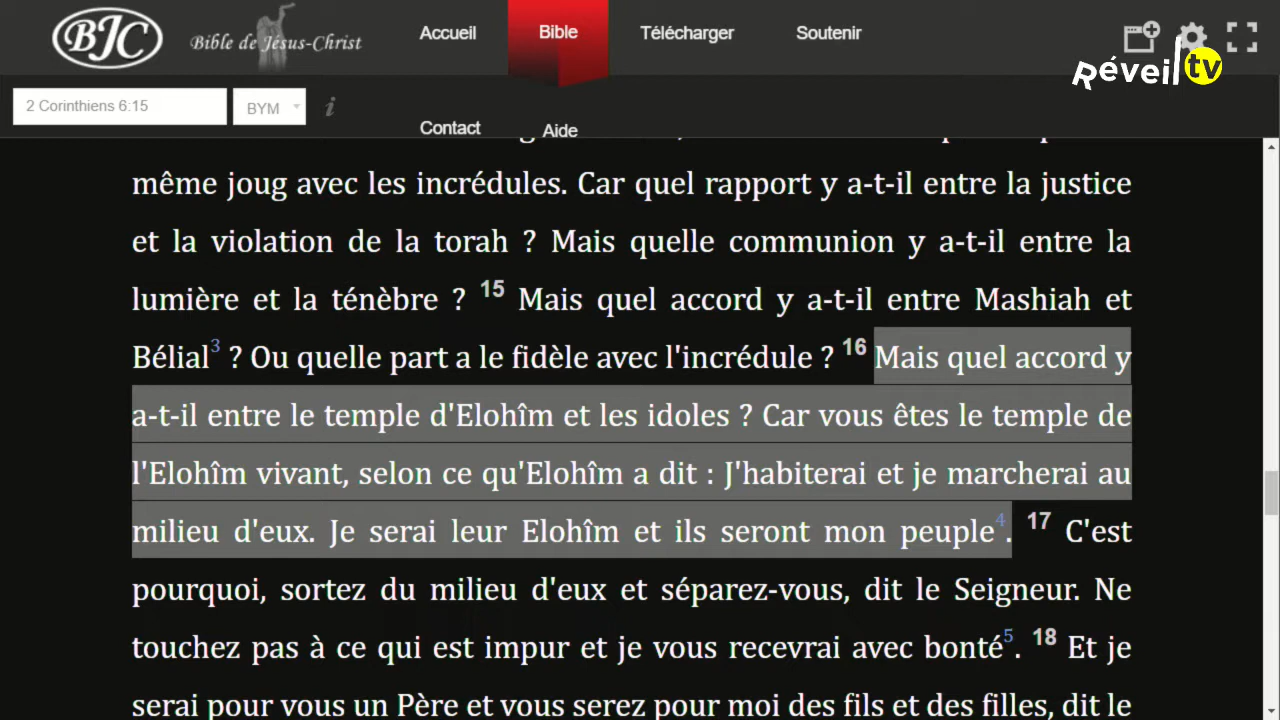 BJC
Bible de Jésus-Christ
Accueil
Bible
Télécharger
Soutenir
Réveil tv
2 Corinthiens 6:15
BYM
i
Contact
Aide
même joug avec les incrédules. Car quel rapport y a-t-il entre la justice
et la violation de la torah ? Mais quelle communion y a-t-il entre la
lumière et la ténèbre ? 15 Mais quel accord y a-t-il entre Mashiah et
Bélial3 ? Ou quelle part a le fidèle avec l'incrédule ? 16 Mais quel accord y
a-t-il entre le temple d'Elohîm et les idoles ? Car vous êtes le temple de
l'Elohîm vivant, selon ce qu'Elohîm a dit : J'habiterai et je marcherai au
milieu d'eux. Je serai leur Elohîm et ils seront mon peuple4. 17 C'est
pourquoi, sortez du milieu d'eux et séparez-vous, dit le Seigneur. Ne
touchez pas à ce qui est impur et je vous recevrai avec bonté5. 18 Et je
serai pour vous un Père et vous serez pour moi des fils et des filles, dit le